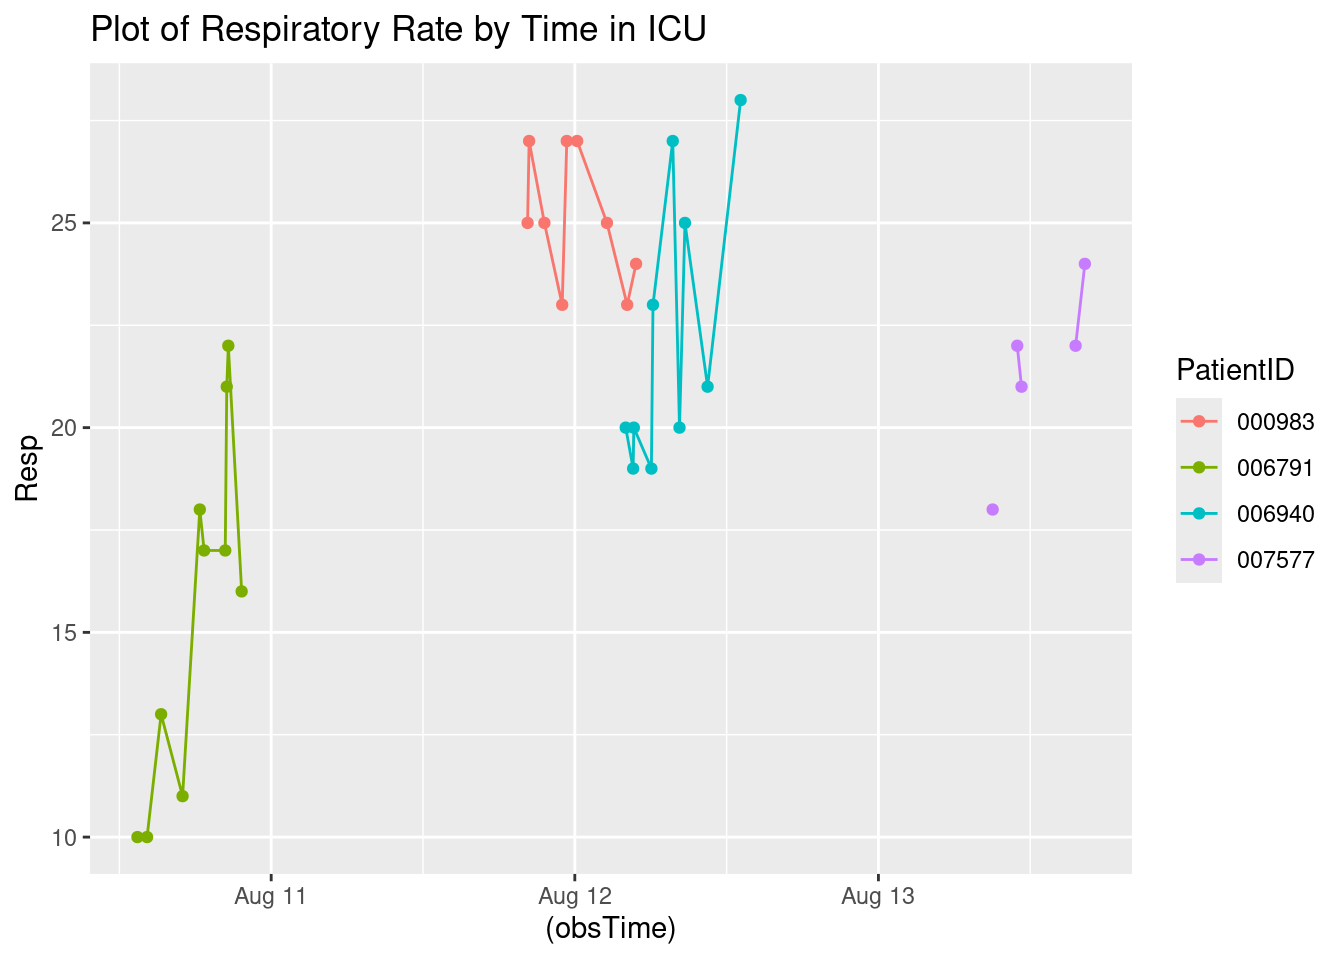 Plot of Respiratory Rate by Time in ICU
Resp
25
20
15
10
Aug 11
Aug 12
Aug 13
(obsTime)
PatientID
000983
006791
006940
007577